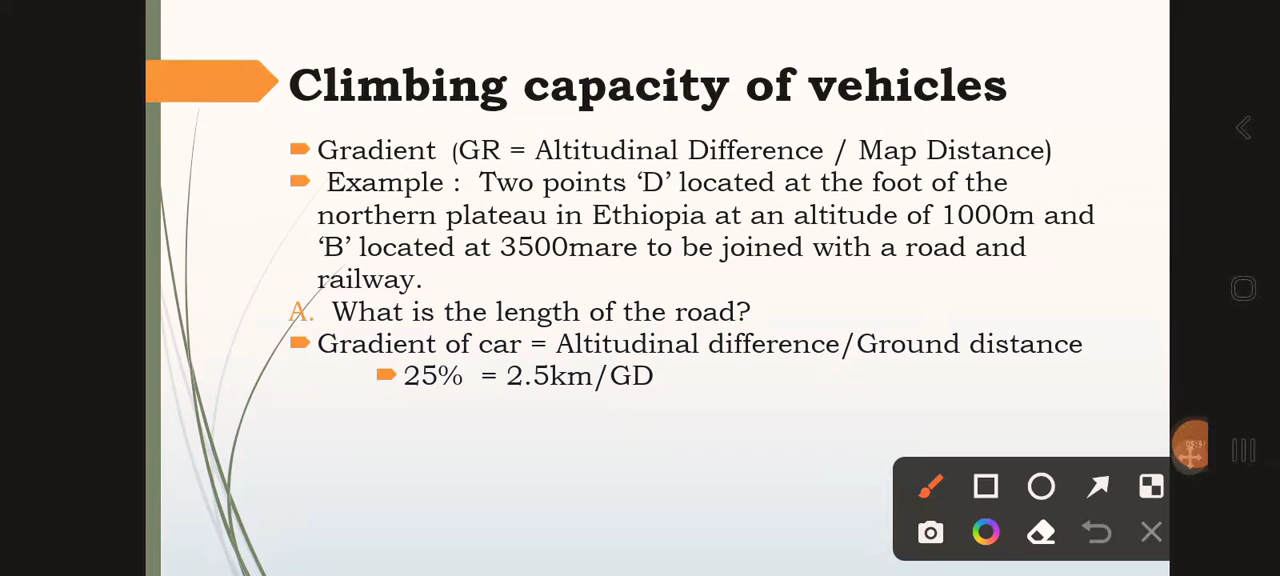 Climbing capacity of vehicles
Gradient (GR = Altitudinal Difference / Map Distance)
Example : Two points ‘D’ located at the foot of the
northern plateau in Ethiopia at an altitude of 1000m and
‘B’ located at 3500mare to be joined with a road and
railway.
A. What is the length of the road?
Gradient of car = Altitudinal difference/Ground distance
25% = 2.5km/GD